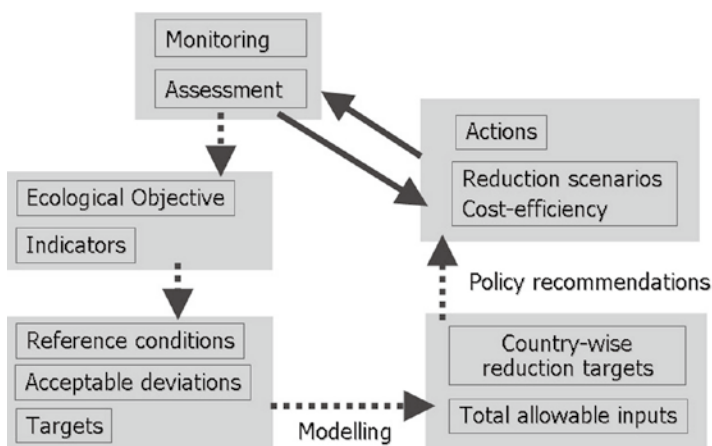 Monitoring
Assessment
Actions
Reduction scenarios
Cost-efficiency
Ecological Objective
Indicators
Policy recommendations
Reference conditions
Acceptable deviations
Targets
Modelling
Country-wise
reduction targets
Total allowable inputs